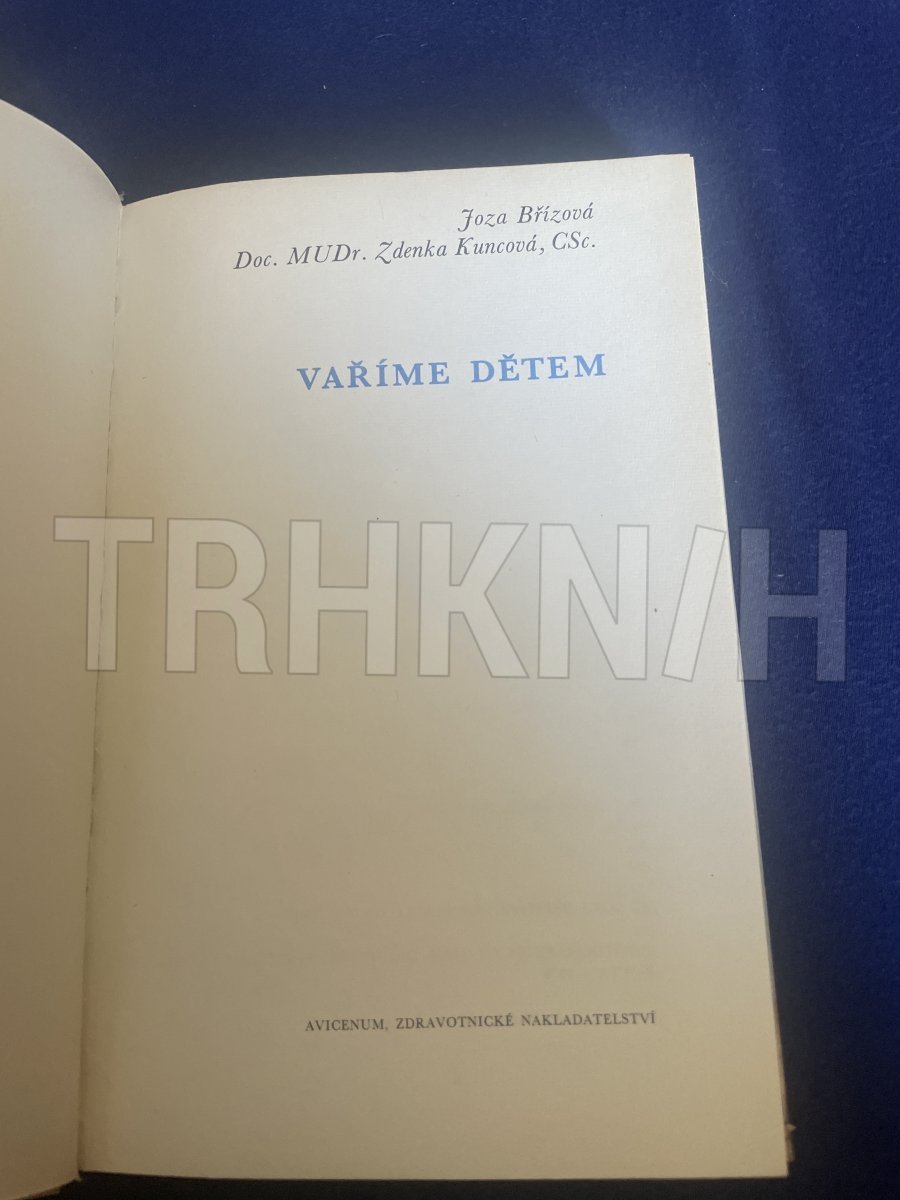 Joza Břízová
Doc. MUDr. Zdenka Kuncová, CSc.
VAŘÍME DĚTEM
TRHKNIH
AVICENUM, ZDRAVOTNICKÉ NAKLADATELSTVÍ